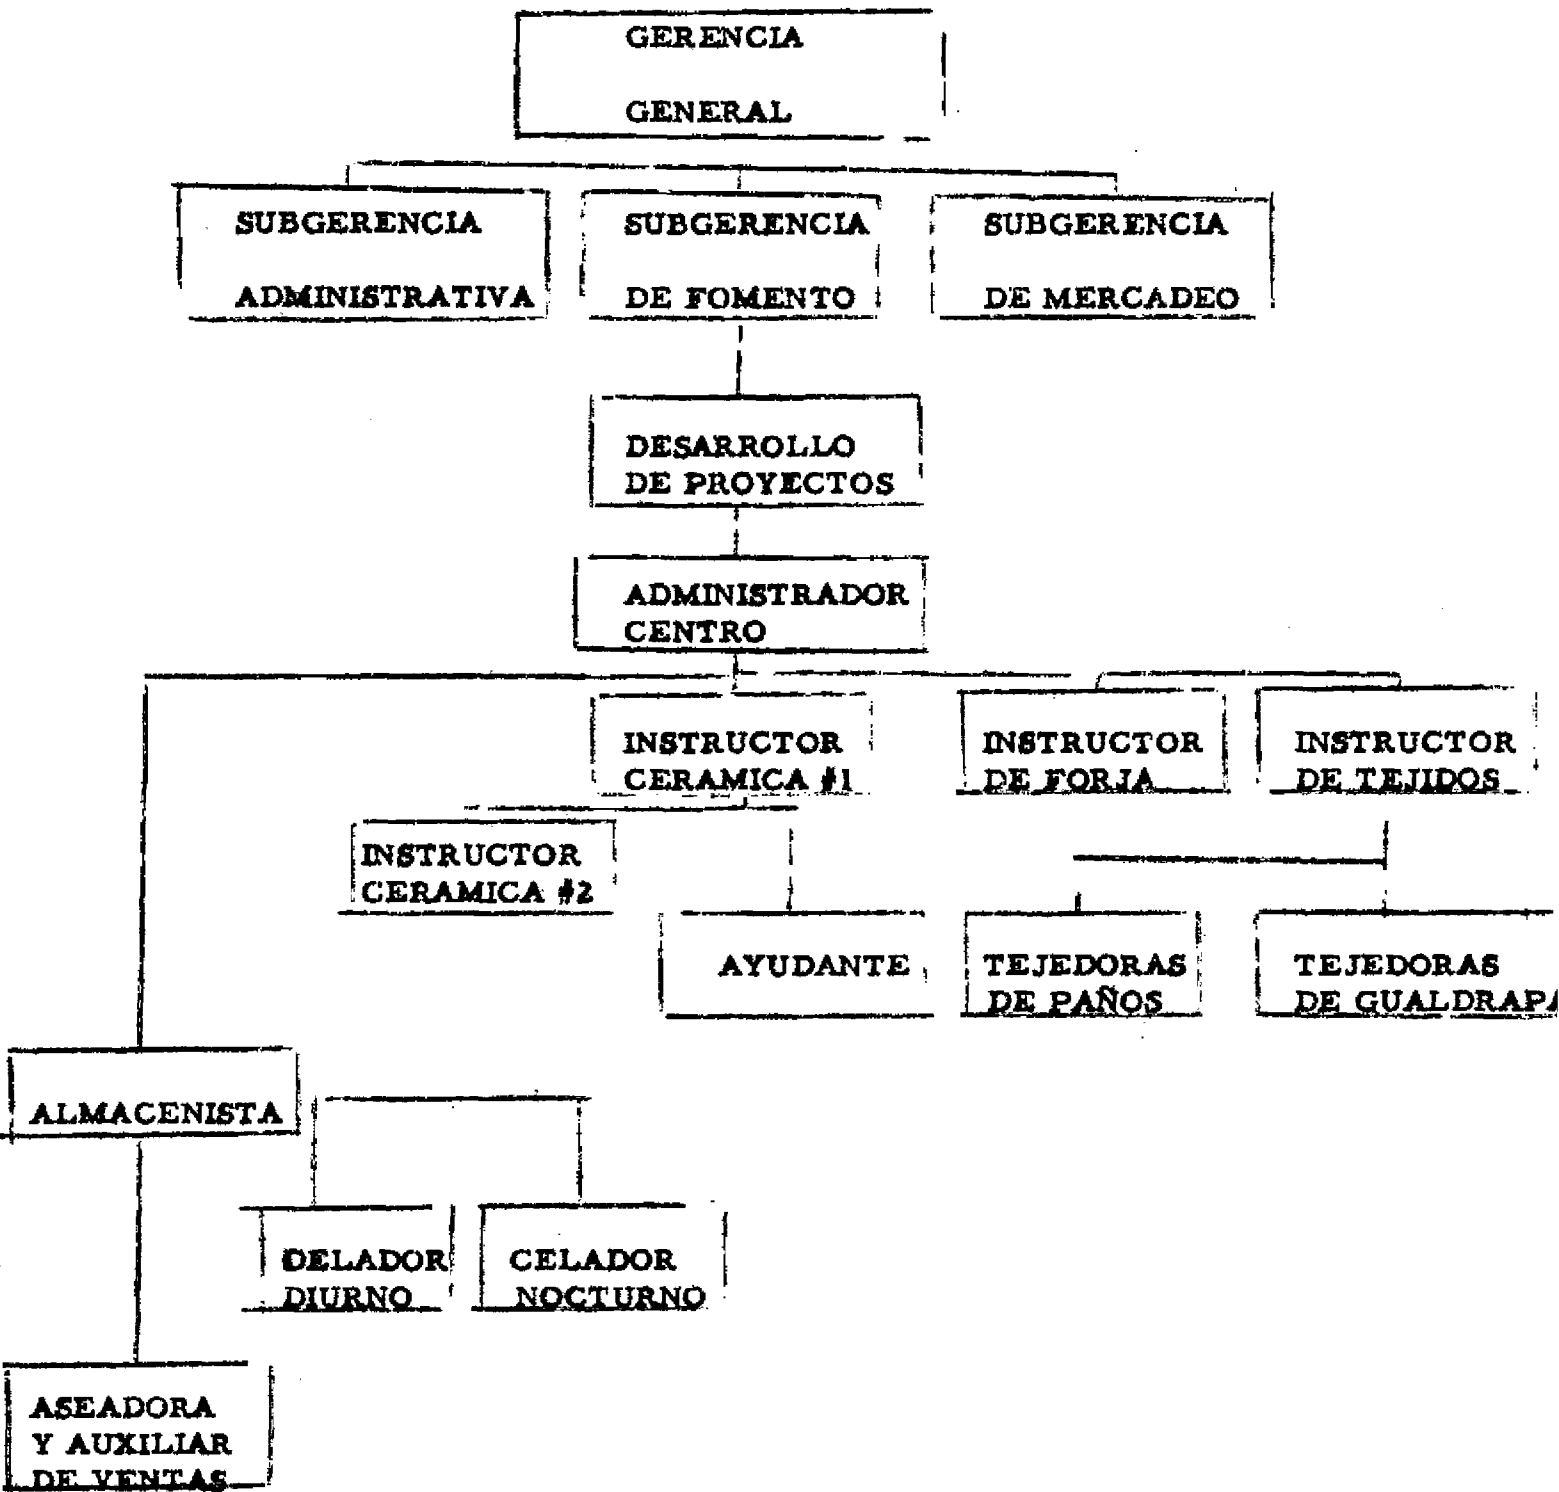 GERENCIA
GENERAL
SUBGERENCIA
ADMINISTRATIVA
SUBGERENCIA
DE FOMENTO
SUBGERENCIA
DE MERCADEO
DESARROLLO
DE PROYECTOS
ADMINISTRADOR
CENTRO
INSTRUCTOR
CERAMICA #1
INSTRUCTOR
DE FORJA
INSTRUCTOR
DE TEJIDOS
INSTRUCTOR
CERAMICA #2
AYUDANTE
TEJEDORAS
DE PAÑOS
TEJEDORAS
DE GUALDRAPA
ALMACENISTA
DELADOR
DIURNO
CELADOR
NOCTURNO
ASEADORA
Y AUXILIAR
DE VENTAS